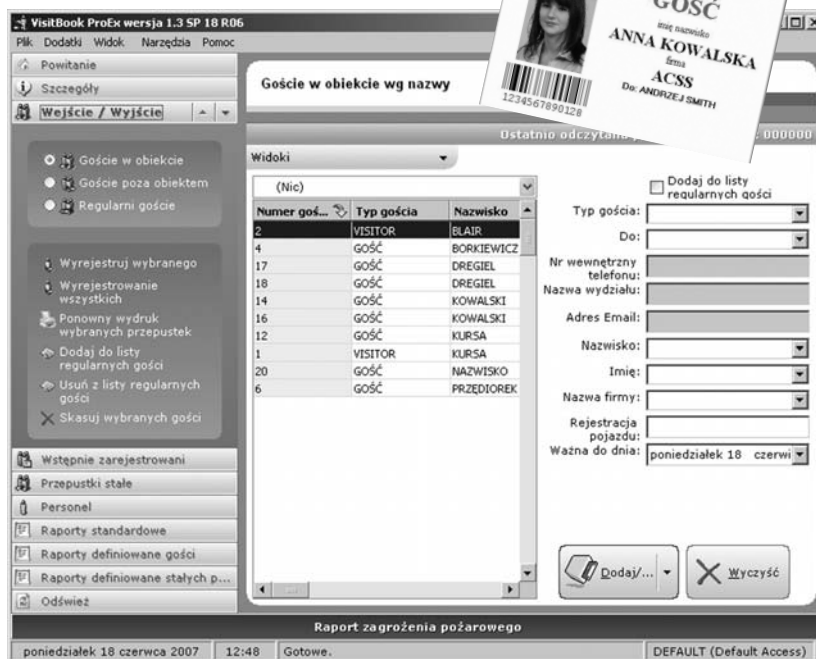 VisitBook ProEx wersja 1.3 SP 18 R06
Plik Dodatki Widok Narzędzia Pomoc
GOŚĆ
imię nazwisko
ANNA KOWALSKA
firma
ACSS
Do: ANDRZEJ SMITH
1234567890128
Powitanie
Szczegóły
Wejście / Wyjście
Goście w obiekcie
Goście poza obiektem
Regularni goście
Wyrejestruj wybranego
Wyrejestrowanie
wszystkich
Ponowny wydruk
wybranych przepustek
Dodaj do listy
regularnych gości
Usuń z listy regularnych
gości
Skasuj wybranych gości
Wstępnie zarejestrowani
Przepustki stałe
Personel
Raporty standardowe
Raporty definiowane gości
Raporty definiowane stałych p...
Odśwież
Goście w obiekcie wg nazwy
Ostatnio odczytana : 000000
Widoki
(Nic)
Numer goś... Typ gościa Nazwisko
2 VISITOR BLAIR
4 GOŚĆ BORKIEWICZ
17 GOŚĆ DREGIEL
18 GOŚĆ DREGIEL
14 GOŚĆ KOWALSKI
16 GOŚĆ KOWALSKI
12 GOŚĆ KURSA
1 VISITOR KURSA
20 GOŚĆ NAZWISKO
6 GOŚĆ PRZĘDIOREK
Dodaj do listy
regularnych gości
Typ gościa:
Do:
Nr wewnętrzny
telefonu:
Nazwa wydziału:
Adres Email:
Nazwisko:
Imię:
Nazwa firmy:
Rejestracja
pojazdu:
Ważna do dnia: poniedziałek 18 czerwi
Dodaj/... Wyczyść
Raport zagrożenia pożarowego
poniedziałek 18 czerwca 2007 12:48 Gotowe. DEFAULT (Default Access)